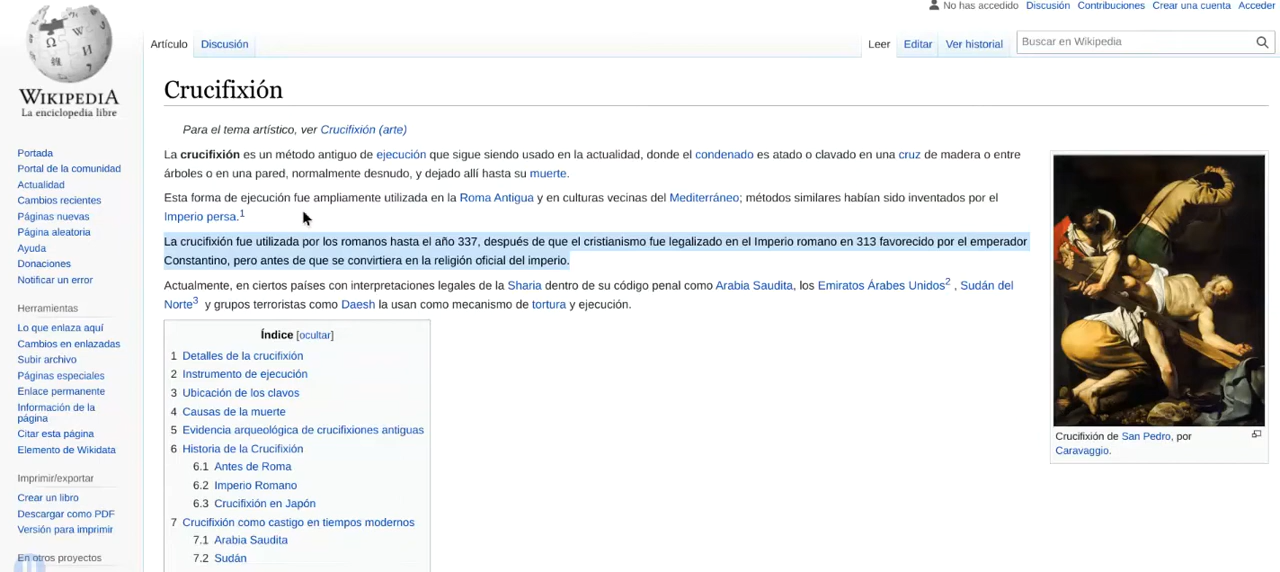 No has accedido Discusión Contribuciones Crear una cuenta Acceder
WIKIPEDIA
La enciclopedia libre
Artículo Discusión
Leer Editar Ver historial
Buscar en Wikipedia
Portada
Portal de la comunidad
Actualidad
Cambios recientes
Páginas nuevas
Página aleatoria
Ayuda
Donaciones
Notificar un error
Herramientas
Lo que enlaza aquí
Cambios en enlazadas
Subir archivo
Páginas especiales
Enlace permanente
Información de la
página
Citar esta página
Elemento de Wikidata
Imprimir/exportar
Crear un libro
Descargar como PDF
Versión para imprimir
En otros proyectos
Crucifixión
Para el tema artístico, ver Crucifixión (arte)
La crucifixión es un método antiguo de ejecución que sigue siendo usado en la actualidad, donde el condenado es atado o clavado en una cruz de madera o entre
árboles o en una pared, normalmente desnudo, y dejado allí hasta su muerte.
Esta forma de ejecución fue ampliamente utilizada en la Roma Antigua y en culturas vecinas del Mediterráneo; métodos similares habían sido inventados por el
Imperio persa.1
La crucifixión fue utilizada por los romanos hasta el año 337, después de que el cristianismo fue legalizado en el Imperio romano en 313 favorecido por el emperador
Constantino, pero antes de que se convirtiera en la religión oficial del imperio.
Actualmente, en ciertos países con interpretaciones legales de la Sharia dentro de su código penal como Arabia Saudita, los Emiratos Árabes Unidos2 , Sudán del
Norte3 y grupos terroristas como Daesh la usan como mecanismo de tortura y ejecución.
Índice [ocultar]
1 Detalles de la crucifixión
2 Instrumento de ejecución
3 Ubicación de los clavos
4 Causas de la muerte
5 Evidencia arqueológica de crucifixiones antiguas
6 Historia de la Crucifixión
6.1 Antes de Roma
6.2 Imperio Romano
6.3 Crucifixión en Japón
7 Crucifixión como castigo en tiempos modernos
7.1 Arabia Saudita
7.2 Sudán
Crucifixión de San Pedro, por
Caravaggio.